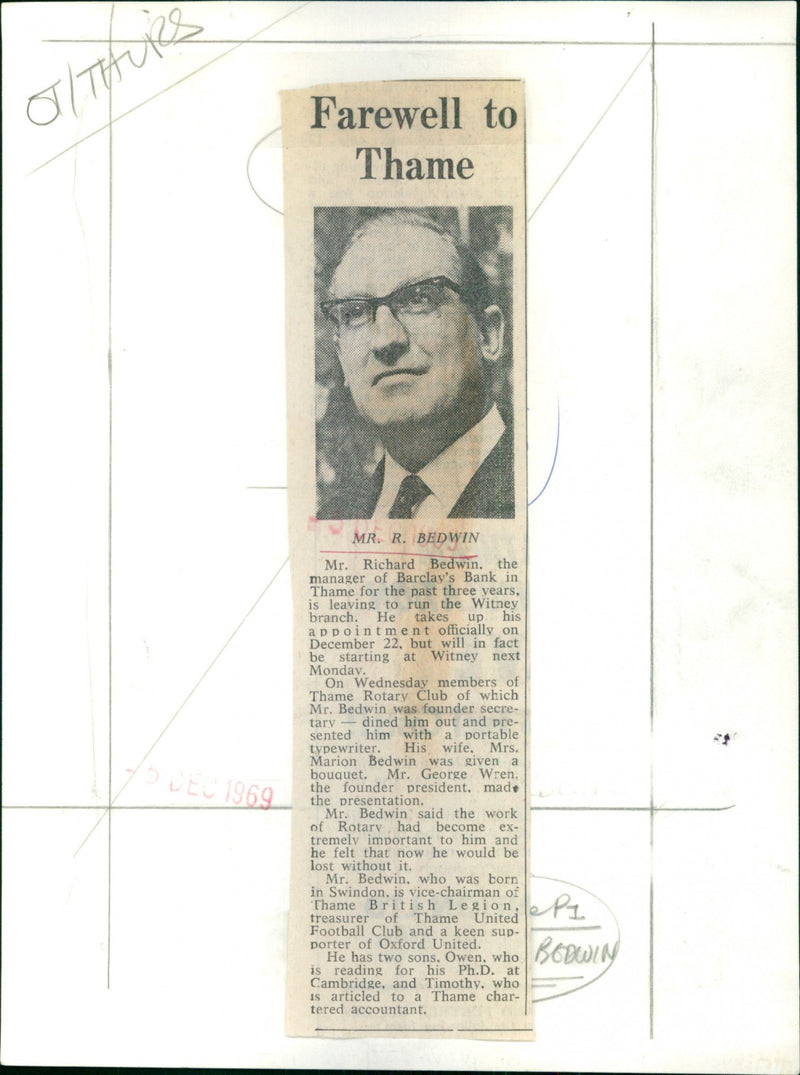 OT/THURS
Farewell to
Thame
MR. R. BEDWIN
Mr. Richard Bedwin, the
manager of Barclay's Bank in
Thame for the past three years,
is leaving to run the Witney
branch. He takes up his
appointment officially on
December 22, but will in fact
be starting at Witney next
Monday.
On Wednesday members of
Thame Rotary Club of which
Mr. Bedwin was founder secre-
tary — dined him out and pre-
sented him with a portable
typewriter. His wife, Mrs.
Marion Bedwin was given a
bouquet. Mr. George Wren,
the founder president, made
the presentation.
Mr. Bedwin said the work
of Rotary had become ex-
tremely important to him and
he felt that now he would be
lost without it.
Mr. Bedwin, who was born
in Swindon, is vice-chairman of
Thame British Legion,
treasurer of Thame United
Football Club and a keen sup-
porter of Oxford United.
He has two sons, Owen, who
is reading for his Ph.D. at
Cambridge, and Timothy, who
is articled to a Thame char-
tered accountant.
-5 DEC 1969
BEDWIN